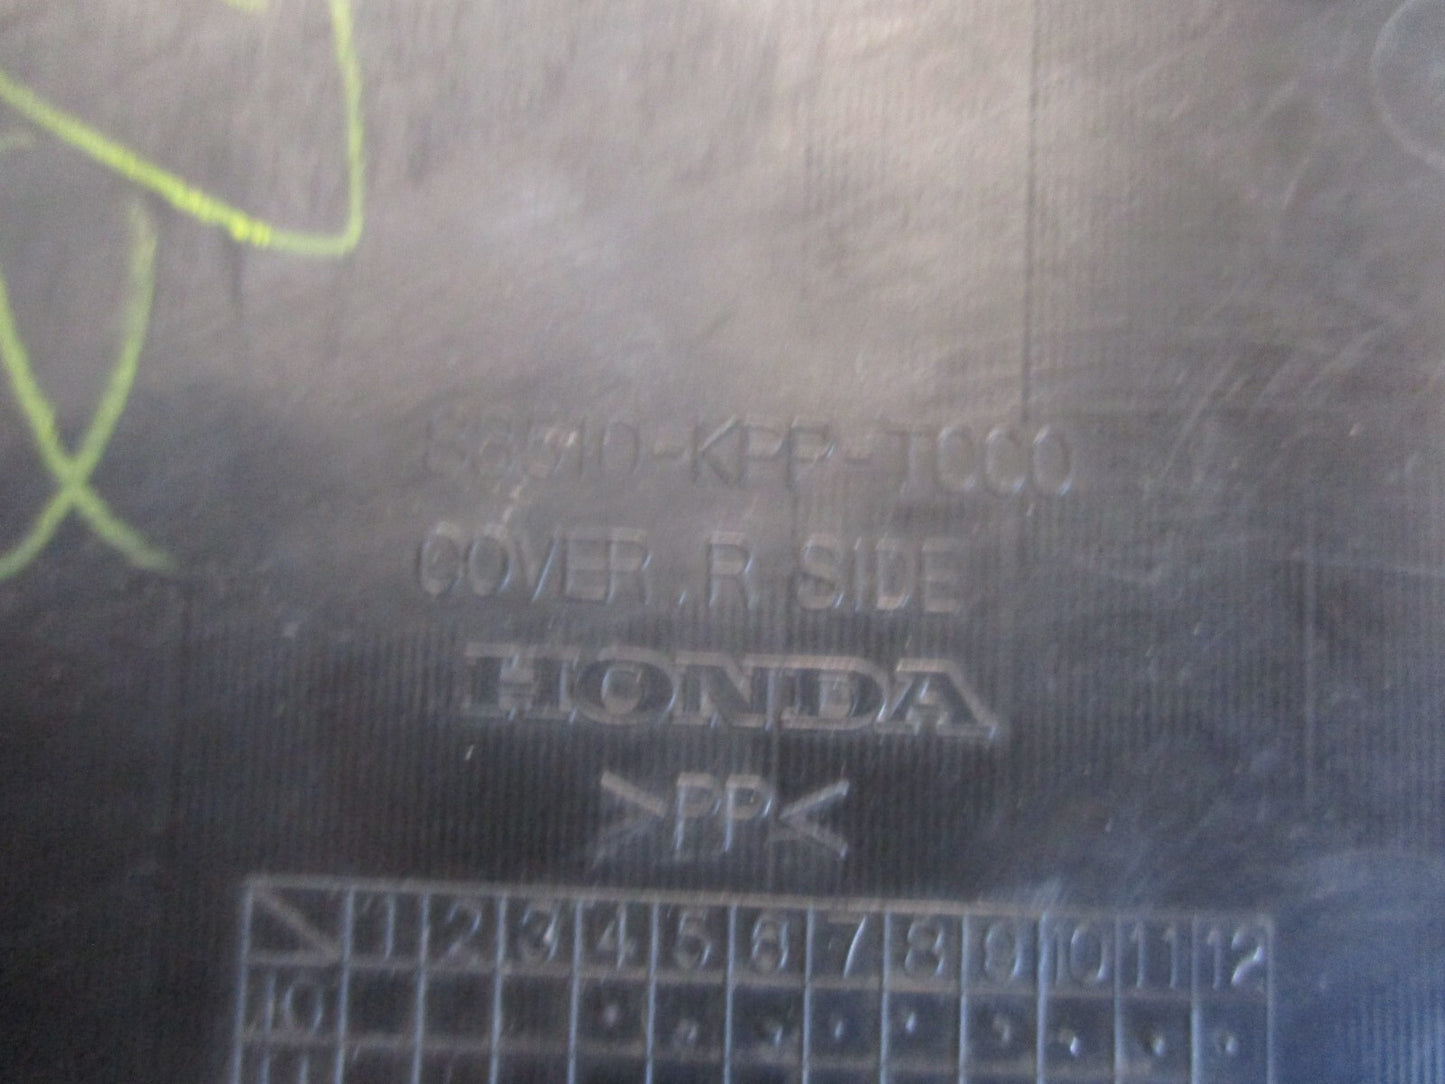 83510-KPP-T000
COVER,R SIDE
HONDA
>PP<
1 2 3 4 5 6 7 8 9 10 11 12
10